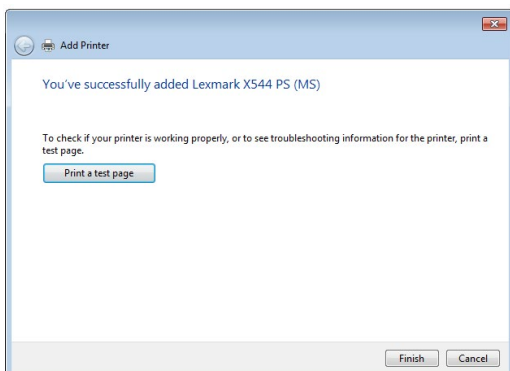 Add Printer
You've successfully added Lexmark X544 PS (MS)
To check if your printer is working properly, or to see troubleshooting information for the printer, print a
test page.
Print a test page
Finish Cancel